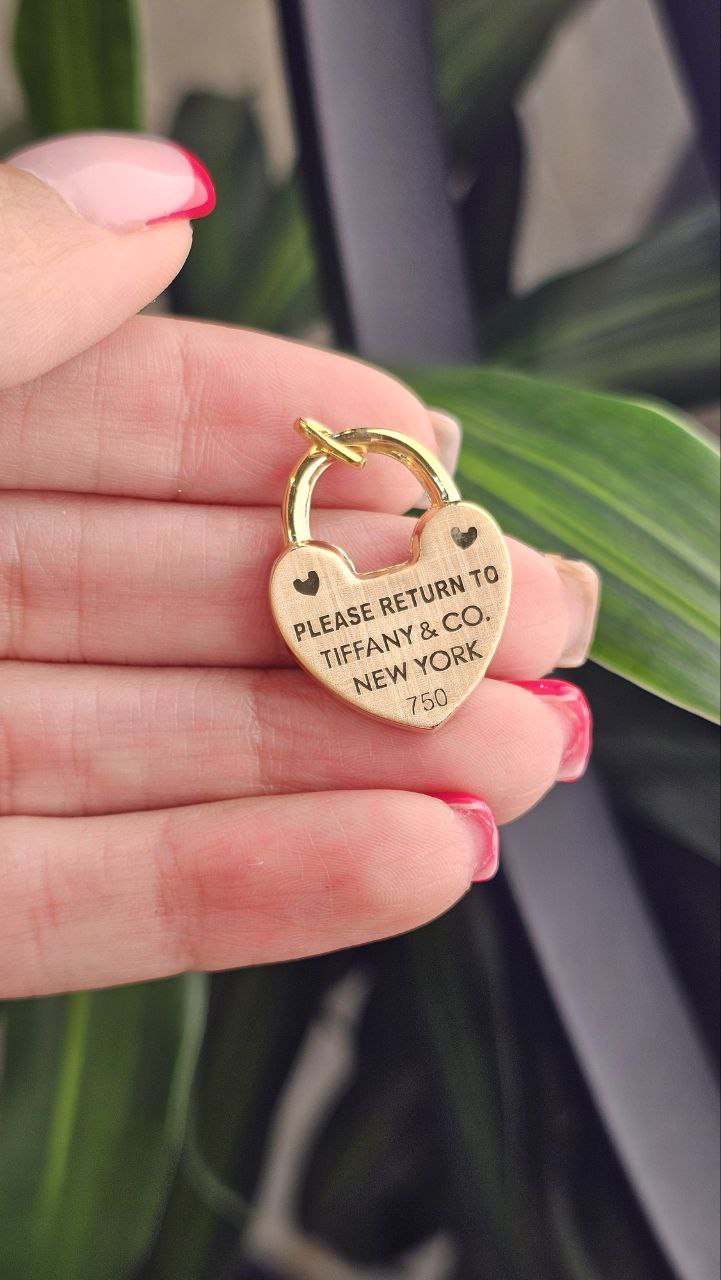 PLEASE RETURN TO
TIFFANY & CO.
NEW YORK
750